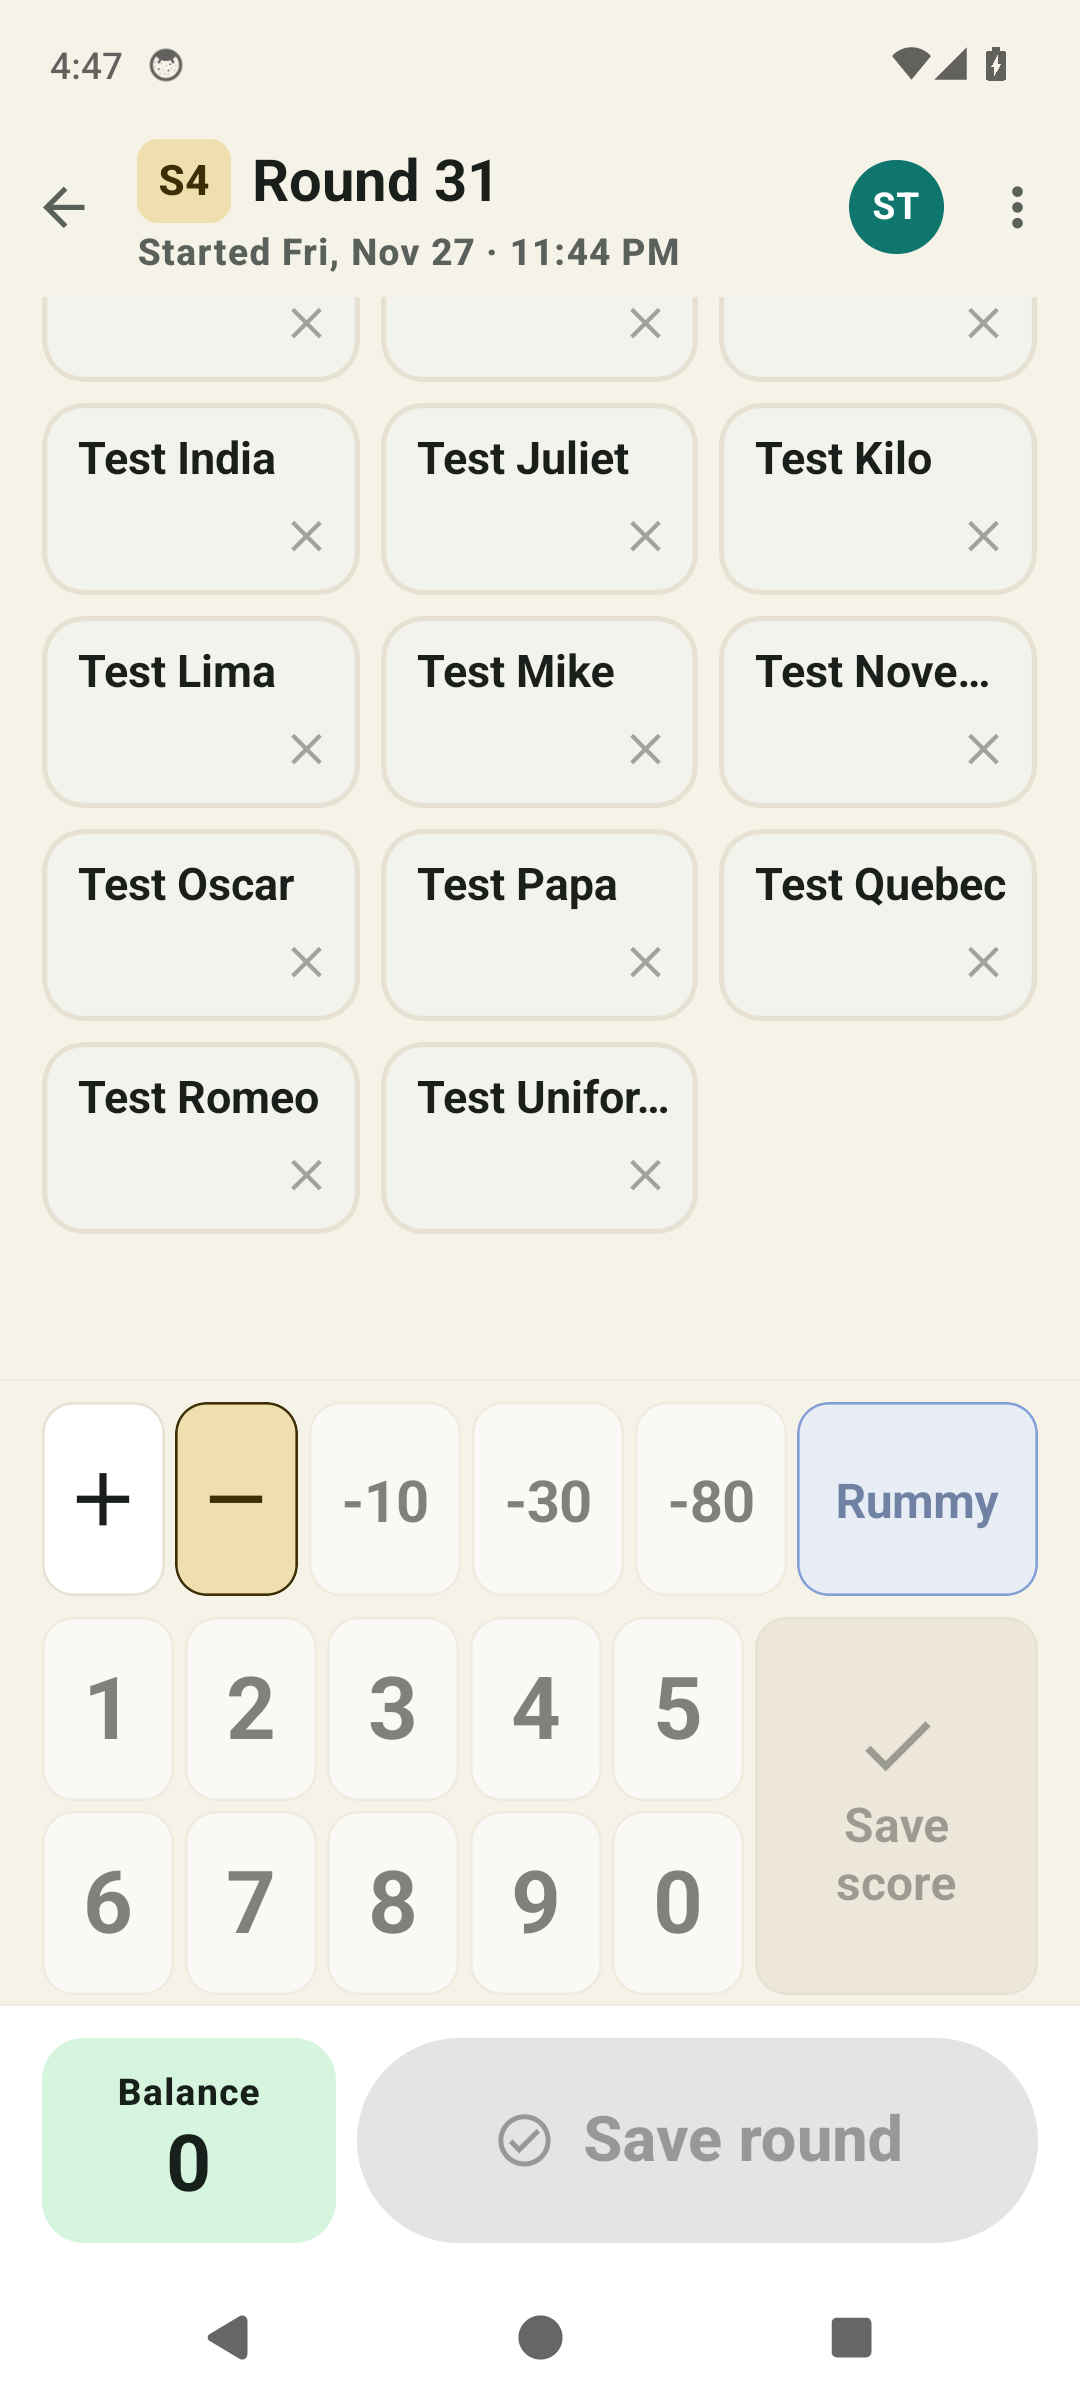 4:47
S4 Round 31
Started Fri, Nov 27 · 11:44 PM
ST
Test India
Test Juliet
Test Kilo
Test Lima
Test Mike
Test Nove...
Test Oscar
Test Papa
Test Quebec
Test Romeo
Test Unifor...
+ − -10 -30 -80 Rummy
1 2 3 4 5
6 7 8 9 0
Save
score
Balance
0
Save round